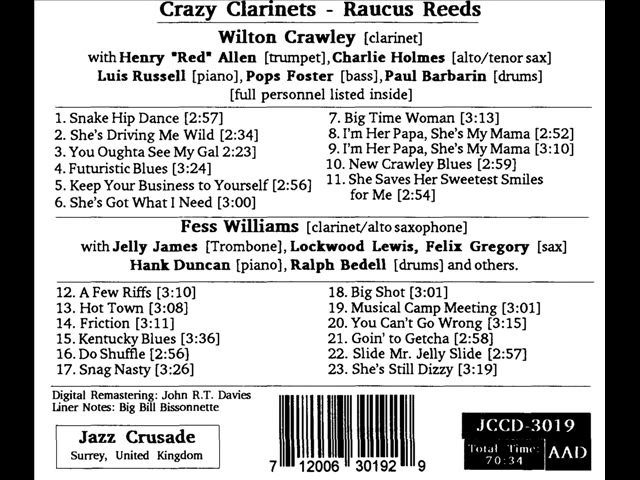 Crazy Clarinets - Raucus Reeds
Wilton Crawley [clarinet]
with Henry "Red" Allen [trumpet], Charlie Holmes [alto/tenor sax]
Luis Russell [piano], Pops Foster [bass], Paul Barbarin [drums]
[full personnel listed inside]
1. Snake Hip Dance [2:57]
2. She's Driving Me Wild [2:34]
3. You Oughta See My Gal 2:23]
4. Futuristic Blues [3:24]
5. Keep Your Business to Yourself [2:56]
6. She's Got What I Need [3:00]
7. Big Time Woman [3:13]
8. I'm Her Papa, She's My Mama [2:52]
9. I'm Her Papa, She's My Mama [3:10]
10. New Crawley Blues [2:59]
11. She Saves Her Sweetest Smiles
for Me [2:54]
Fess Williams [clarinet/alto saxophone]
with Jelly James [Trombone], Lockwood Lewis, Felix Gregory [sax]
Hank Duncan [piano], Ralph Bedell [drums] and others.
12. A Few Riffs [3:10]
13. Hot Town [3:08]
14. Friction [3:11]
15. Kentucky Blues [3:36]
16. Do Shuffle [2:56]
17. Snag Nasty [3:26]
18. Big Shot [3:01]
19. Musical Camp Meeting [3:01]
20. You Can't Go Wrong [3:15]
21. Goin' to Getcha [2:58]
22. Slide Mr. Jelly Slide [2:57]
23. She's Still Dizzy [3:19]
Digital Remastering: John R.T. Davies
Liner Notes: Big Bill Bissonnette
Jazz Crusade
Surrey, United Kingdom
7 12006 30192 9
JCCD-3019
Total Time:
70:34
AAD